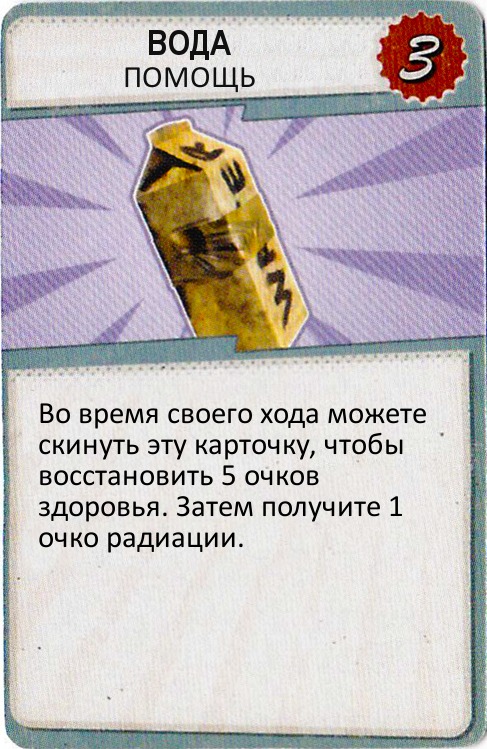 ВОДА
ПОМОЩЬ
3
Во время своего хода можете
скинуть эту карточку, чтобы
восстановить 5 очков
здоровья. Затем получите 1
очко радиации.